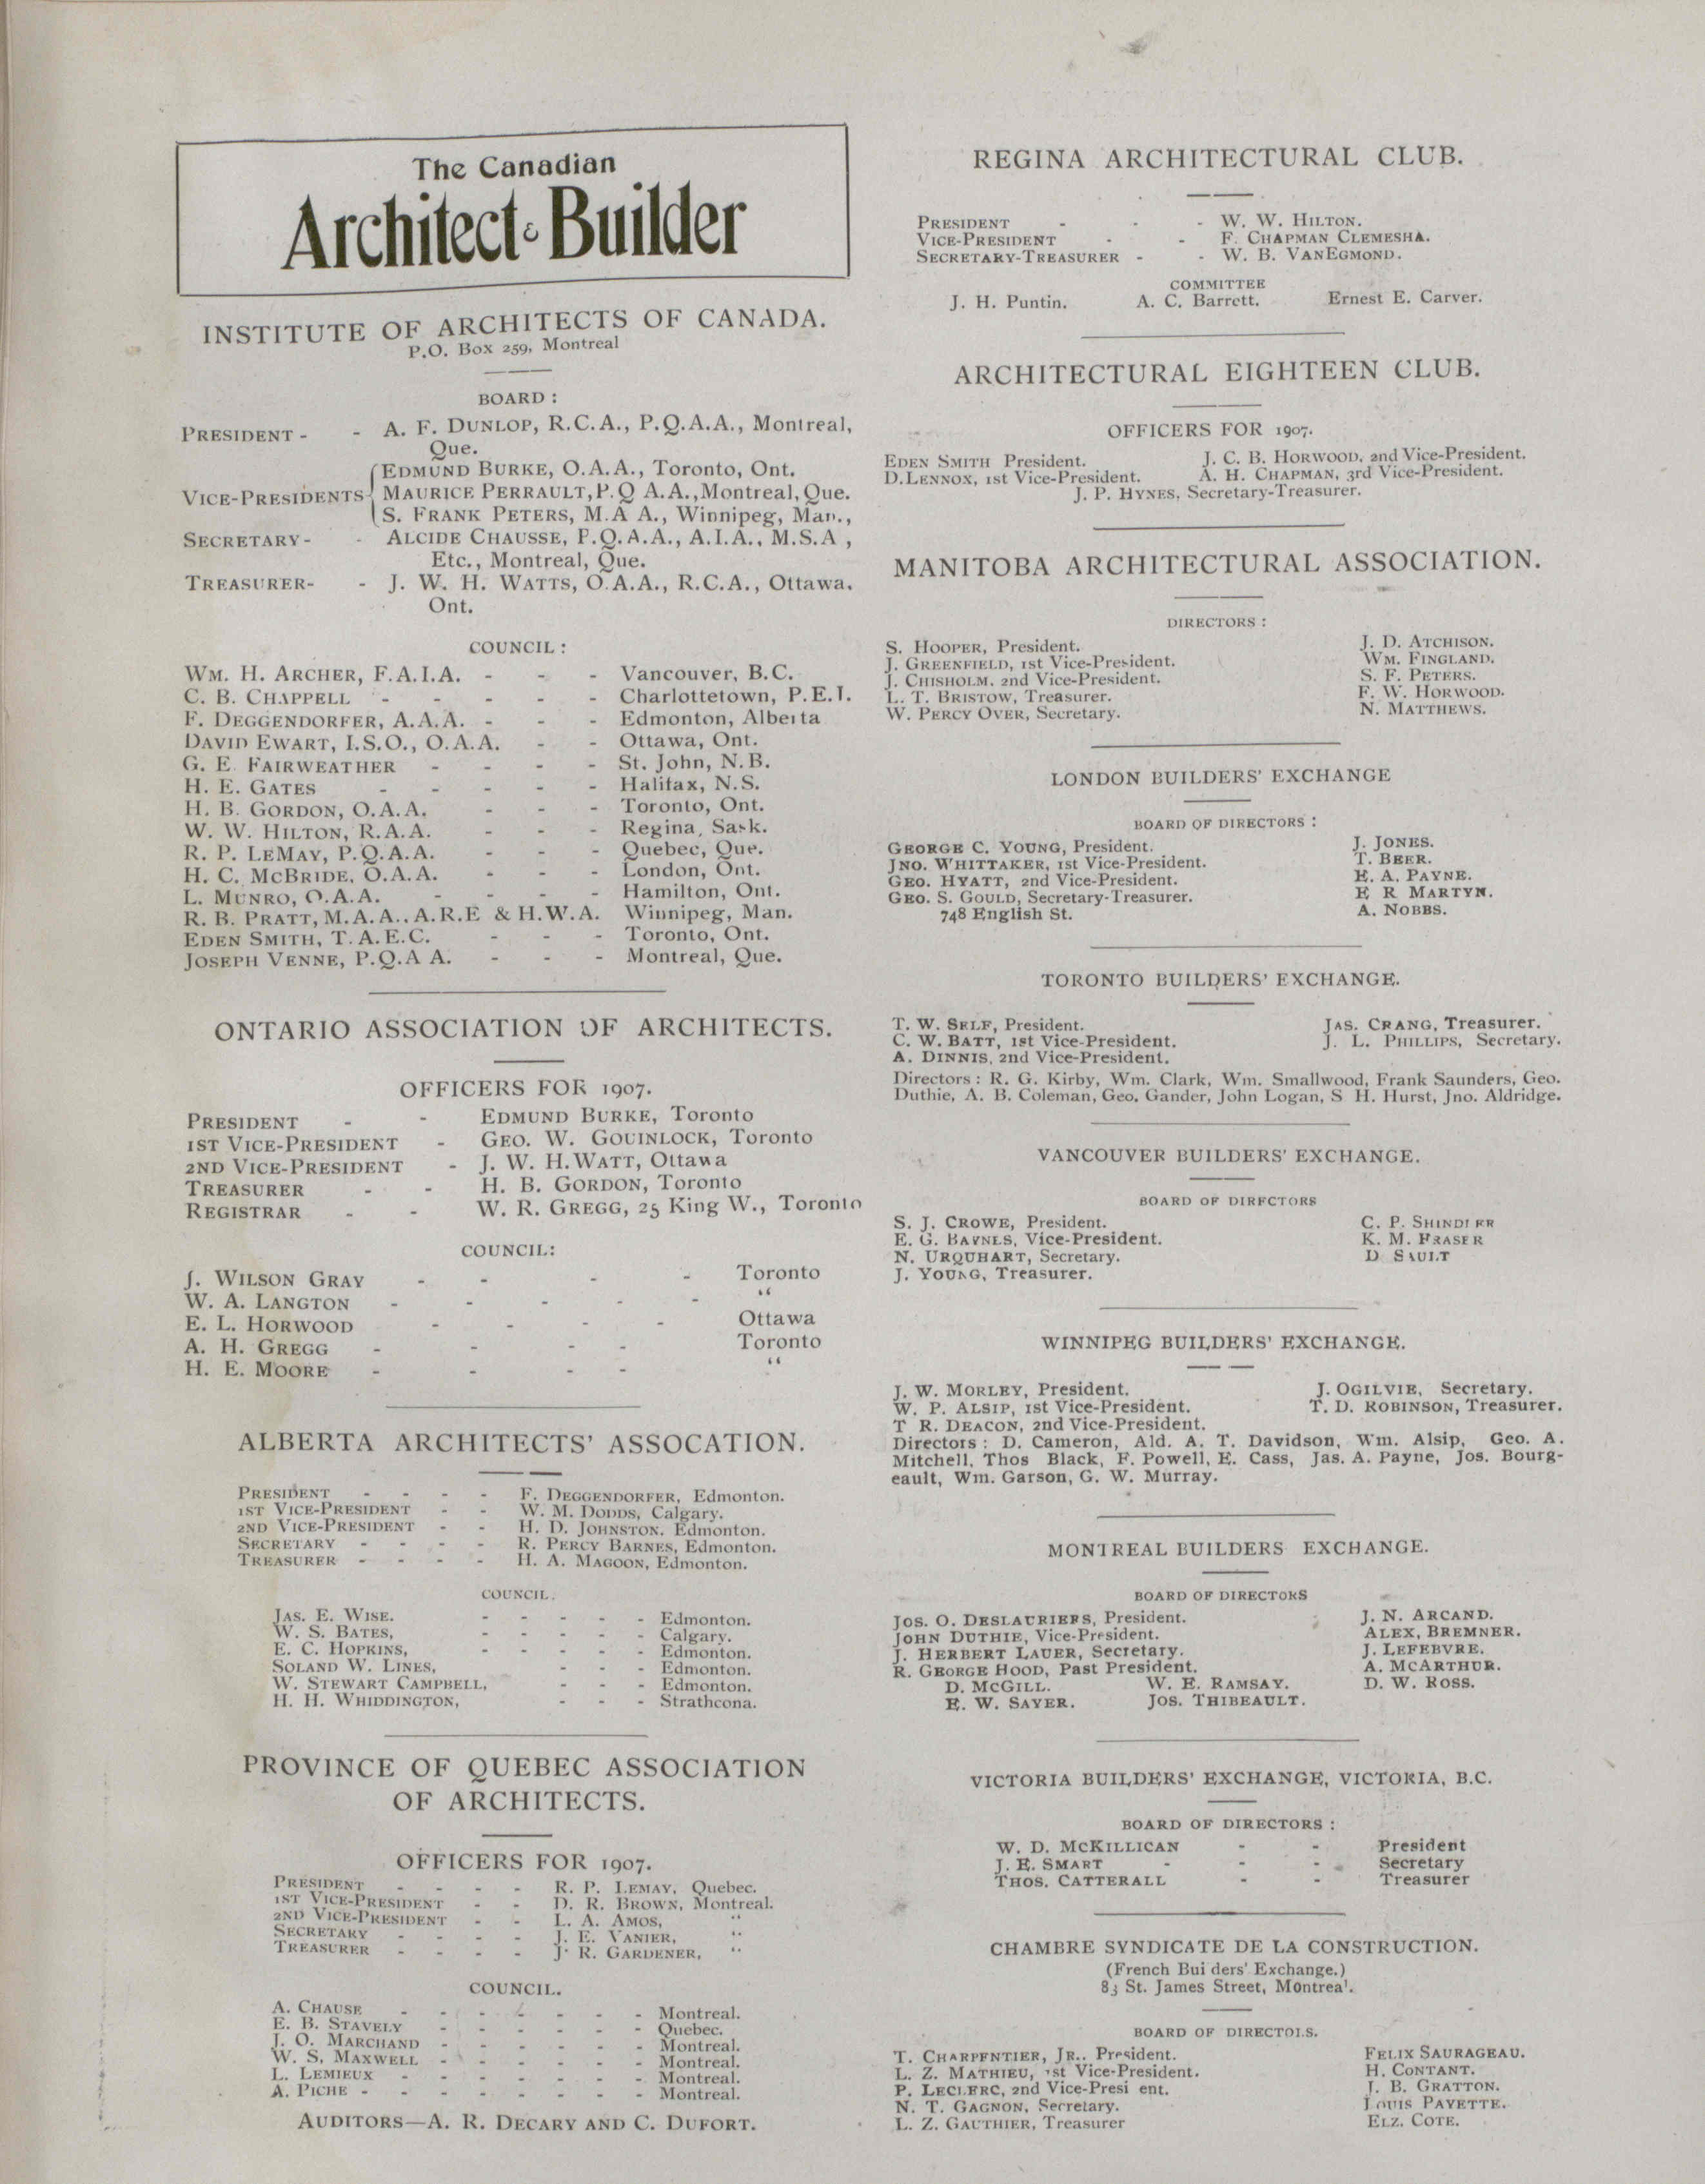 The Canadian
Architect & Builder
INSTITUTE OF ARCHITECTS OF CANADA.
P.O. Box 259, Montreal
BOARD :
PRESIDENT - - A. F. DUNLOP, R.C.A., P.Q.A.A., Montreal,
Que.
EDMUND BURKE, O.A.A., Toronto, Ont.
VICE-PRESIDENTS MAURICE PERRAULT, P.Q A.A., Montreal, Que.
S. FRANK PETERS, M.A A., Winnipeg, Man.,
SECRETARY - - ALCIDE CHAUSSE, P.Q.A.A., A.I.A., M.S.A ,
Etc., Montreal, Que.
TREASURER- - J. W. H. WATTS, O.A.A., R.C.A., Ottawa,
Ont.
COUNCIL :
WM. H. ARCHER, F.A.I.A. - - - Vancouver, B.C.
C. B. CHAPPELL - - - - - Charlottetown, P.E.I.
F. DEGGENDORFER, A.A.A. - - - Edmonton, Alberta
DAVID EWART, I.S.O., O.A.A. - - Ottawa, Ont.
G. E. FAIRWEATHER - - - - St. John, N.B.
H. E. GATES - - - - - Halifax, N.S.
H. B. GORDON, O.A.A. - - - Toronto, Ont.
W. W. HILTON, R.A.A. - - - Regina, Sask.
R. P. LEMAY, P.Q.A.A. - - - Quebec, Que.
H. C. MCBRIDE, O.A.A. - - - London, Ont.
L. MUNRO, O.A.A. - - - - Hamilton, Ont.
R. B. PRATT, M.A.A., A.R.E & H.W.A. Winnipeg, Man.
EDEN SMITH, T.A.E.C. - - - Toronto, Ont.
JOSEPH VENNE, P.Q.A A. - - - Montreal, Que.
ONTARIO ASSOCIATION OF ARCHITECTS.
OFFICERS FOR 1907.
PRESIDENT - - EDMUND BURKE, Toronto
1ST VICE-PRESIDENT - GEO. W. GOUINLOCK, Toronto
2ND VICE-PRESIDENT - J. W. H. WATT, Ottawa
TREASURER - - H. B. GORDON, Toronto
REGISTRAR - - W. R. GREGG, 25 King W., Toronto
COUNCIL:
J. WILSON GRAY - - - - Toronto
W. A. LANGTON - - - - - "
E. L. HORWOOD - - - - Ottawa
A. H. GREGG - - - - Toronto
H. E. MOORE - - - - "
ALBERTA ARCHITECTS' ASSOCATION.
PRESIDENT - - - - F. DEGGENDORFER, Edmonton.
1ST VICE-PRESIDENT - - W. M. DODDS, Calgary.
2ND VICE-PRESIDENT - - H. D. JOHNSTON, Edmonton.
SECRETARY - - - - R. PERCY BARNES, Edmonton.
TREASURER - - - - H. A. MAGOON, Edmonton.
COUNCIL.
JAS. E. WISE. - - - - - Edmonton.
W. S. BATES, - - - - - Calgary.
E. C. HOPKINS, - - - - - Edmonton.
SOLAND W. LINES, - - - Edmonton.
W. STEWART CAMPBELL, - - - Edmonton.
H. H. WHIDDINGTON, - - - Strathcona.
PROVINCE OF QUEBEC ASSOCIATION
OF ARCHITECTS.
OFFICERS FOR 1907.
PRESIDENT - - - - R. P. LEMAY, Quebec.
1ST VICE-PRESIDENT - - D. R. BROWN, Montreal.
2ND VICE-PRESIDENT - - L. A. AMOS, "
SECRETARY - - - - J. E. VANIER, "
TREASURER - - - - J. R. GARDENER, "
COUNCIL.
A. CHAUSE - - - - - - - Montreal.
E. B. STAVELY - - - - - - Quebec.
J. O. MARCHAND - - - - - - Montreal.
W. S. MAXWELL - - - - - - Montreal.
L. LEMIEUX - - - - - - - Montreal.
A. PICHE - - - - - - - - Montreal.
AUDITORS—A. R. DECARY AND C. DUFORT.
REGINA ARCHITECTURAL CLUB.
PRESIDENT - - - W. W. HILTON.
VICE-PRESIDENT - - F. CHAPMAN CLEMESHA.
SECRETARY-TREASURER - - W. B. VANEGMOND.
COMMITTEE
J. H. Puntin. A. C. Barrett. Ernest E. Carver.
ARCHITECTURAL EIGHTEEN CLUB.
OFFICERS FOR 1907.
EDEN SMITH President. J. C. B. HORWOOD, 2nd Vice-President.
D. LENNOX, 1st Vice-President. A. H. CHAPMAN, 3rd Vice-President.
J. P. HYNES, Secretary-Treasurer.
MANITOBA ARCHITECTURAL ASSOCIATION.
DIRECTORS :
S. HOOPER, President. J. D. ATCHISON.
J. GREENFIELD, 1st Vice-President. WM. FINGLAND.
J. CHISHOLM, 2nd Vice-President. S. F. PETERS.
L. T. BRISTOW, Treasurer. F. W. HORWOOD.
W. PERCY OVER, Secretary. N. MATTHEWS.
LONDON BUILDERS' EXCHANGE
BOARD OF DIRECTORS :
GEORGE C. YOUNG, President. J. JONES.
JNO. WHITTAKER, 1st Vice-President. T. BEER.
GEO. HYATT, 2nd Vice-President. E. A. PAYNE.
GEO. S. GOULD, Secretary-Treasurer. E R MARTYN.
748 English St. A. NOBBS.
TORONTO BUILDERS' EXCHANGE.
T. W. SELF, President. JAS. CRANG, Treasurer.
C. W. BATT, 1st Vice-President. J. L. PHILLIPS, Secretary.
A. DINNIS, 2nd Vice-President.
Directors : R. G. Kirby, Wm. Clark, Wm. Smallwood, Frank Saunders, Geo.
Duthie, A. B. Coleman, Geo. Gander, John Logan, S H. Hurst, Jno. Aldridge.
VANCOUVER BUILDERS' EXCHANGE.
BOARD OF DIRECTORS
S. J. CROWE, President. C. P. SHINDLER
E. G. BAYNES, Vice-President. K. M. FRASER
N. URQUHART, Secretary. D SAULT
J. YOUNG, Treasurer.
WINNIPEG BUILDERS' EXCHANGE.
J. W. MORLEY, President. J. OGILVIE, Secretary.
W. P. ALSIP, 1st Vice-President. T. D. ROBINSON, Treasurer.
T R. DEACON, 2nd Vice-President.
Directors : D. Cameron, Ald. A. T. Davidson, Wm. Alsip, Geo. A.
Mitchell, Thos Black, F. Powell, E. Cass, Jas. A. Payne, Jos. Bourg-
eault, Wm. Garson, G. W. Murray.
MONTREAL BUILDERS EXCHANGE.
BOARD OF DIRECTORS
JOS. O. DESLAURIERS, President. J. N. ARCAND.
JOHN DUTHIE, Vice-President. ALEX, BREMNER.
J. HERBERT LAUER, Secretary. J. LEFEBVRE.
R. GEORGE HOOD, Past President. A. MCARTHUR.
D. MCGILL. W. E. RAMSAY. D. W. ROSS.
E. W. SAYER. JOS. THIBEAULT.
VICTORIA BUILDERS' EXCHANGE, VICTORIA, B.C.
BOARD OF DIRECTORS :
W. D. MCKILLICAN - - President
J. E. SMART - - - Secretary
THOS. CATTERALL - - Treasurer
CHAMBRE SYNDICATE DE LA CONSTRUCTION.
(French Bui ders' Exchange.)
83 St. James Street, Montreal.
BOARD OF DIRECTORS.
T. CHARPENTIER, JR.. President. FELIX SAURAGEAU.
L. Z. MATHIEU, 1st Vice-President. H. CONTANT.
P. LECLERC, 2nd Vice-Presi ent. J. B. GRATTON.
N. T. GAGNON, Secretary. LOUIS PAYETTE.
L. Z. GAUTHIER, Treasurer ELZ. COTE.